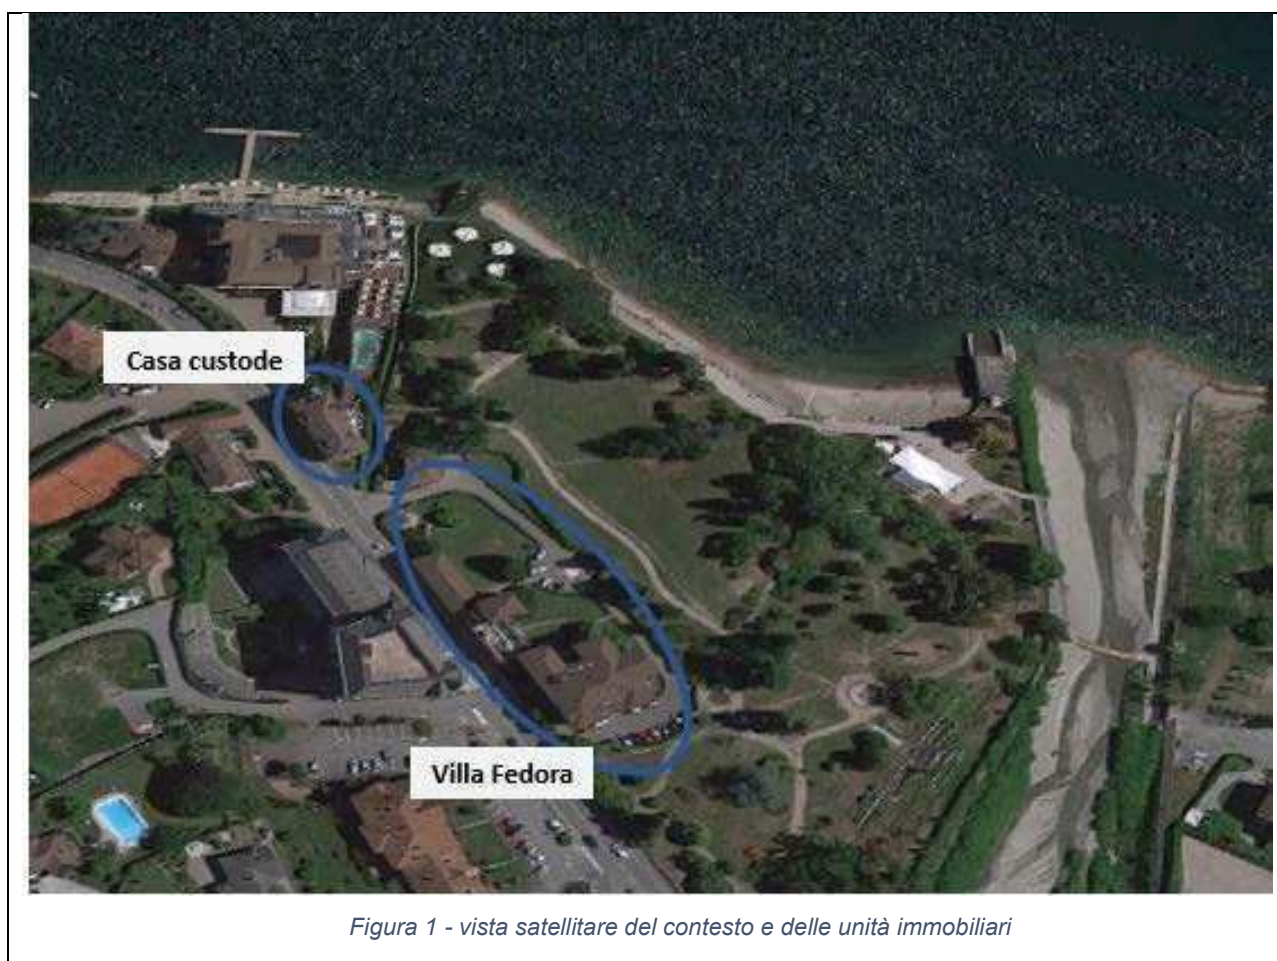 Casa custode
Villa Fedora
Figura 1 - vista satellitare del contesto e delle unità immobiliari